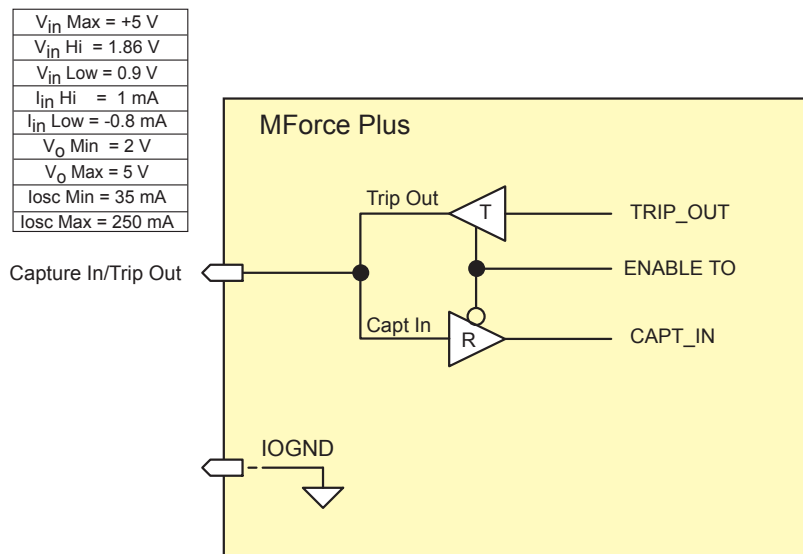 Vin Max = +5 V
Vin Hi = 1.86 V
Vin Low = 0.9 V
Iin Hi = 1 mA
Iin Low = -0.8 mA
Vo Min = 2 V
Vo Max = 5 V
Iosc Min = 35 mA
Iosc Max = 250 mA
MForce Plus
Trip Out
T
TRIP_OUT
Capture In/Trip Out
ENABLE TO
Capt In
R
CAPT_IN
IOGND